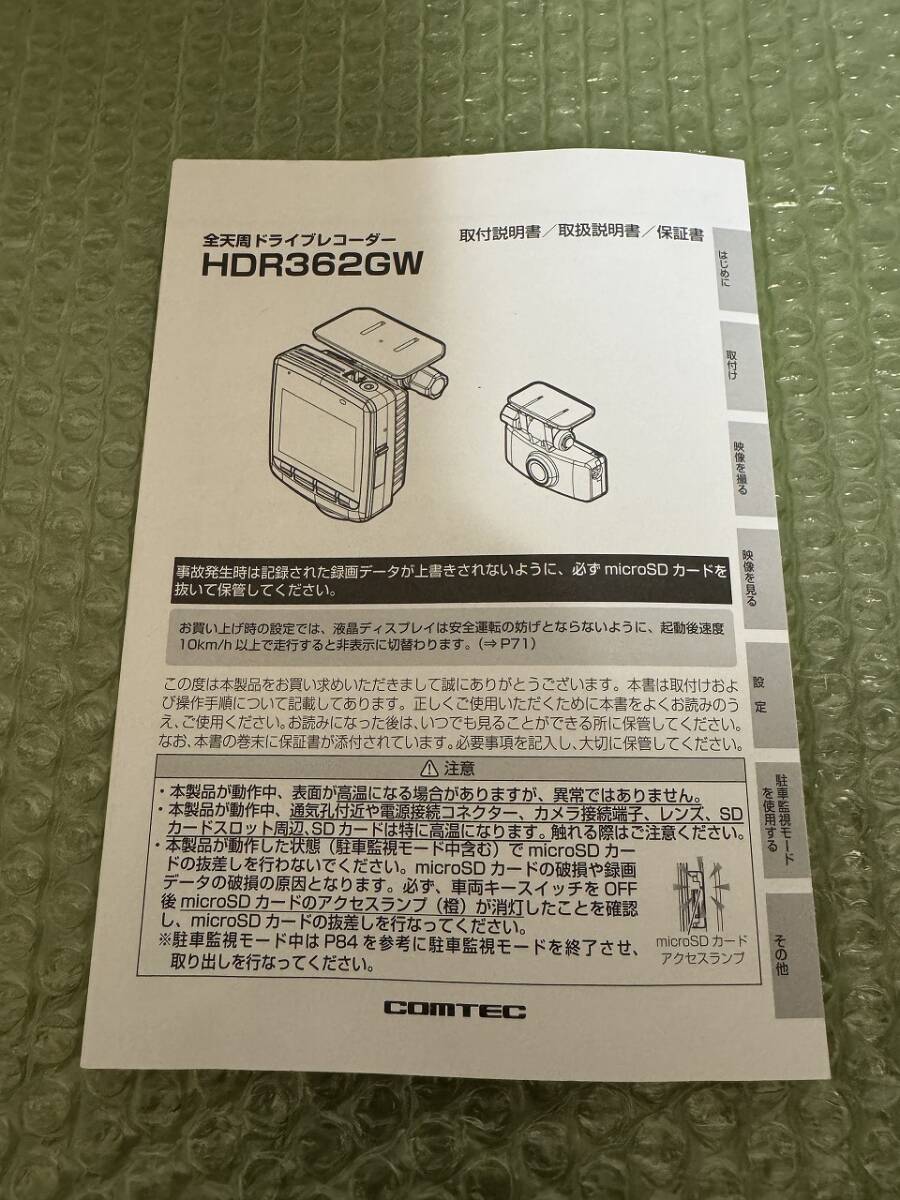 全天周ドライブレコーダー
HDR362GW
取付説明書/取扱説明書/保証書
はじめに
取付け
映像を撮る
映像を見る
設定
駐車監視モード
を使用する
その他
事故発生時は記録された録画データが上書きされないように、必ず microSD カードを
抜いて保管してください。
お買い上げ時の設定では、液晶ディスプレイは安全運転の妨げとならないように、起動後速度
10km/h 以上で走行すると非表示に切替わります。(⇒ P71)
この度は本製品をお買い求めいただきまして誠にありがとうございます。本書は取付けおよ
び操作手順について記載してあります。正しくご使用いただくために本書をよくお読みのう
え、ご使用ください。お読みになった後は、いつでも見ることができる所に保管してください。
なお、本書の巻末に保証書が添付されています。必要事項を記入し、大切に保管してください。
⚠ 注意
・本製品が動作中、表面が高温になる場合がありますが、異常ではありません。
・本製品が動作中、通気孔付近や電源接続コネクター、カメラ接続端子、レンズ、SD
カードスロット周辺、SDカードは特に高温になります。触れる際はご注意ください。
・本製品が動作した状態(駐車監視モード中含む)で microSD カー
ドの抜差しを行わないでください。microSD カードの破損や録画
データの破損の原因となります。必ず、車両キースイッチを OFF
後 microSD カードのアクセスランプ(橙)が消灯したことを確認
し、microSD カードの抜差しを行なってください。
※駐車監視モード中は P84 を参考に駐車監視モードを終了させ、
取り出しを行なってください。
microSD カード
アクセスランプ
COMTEC